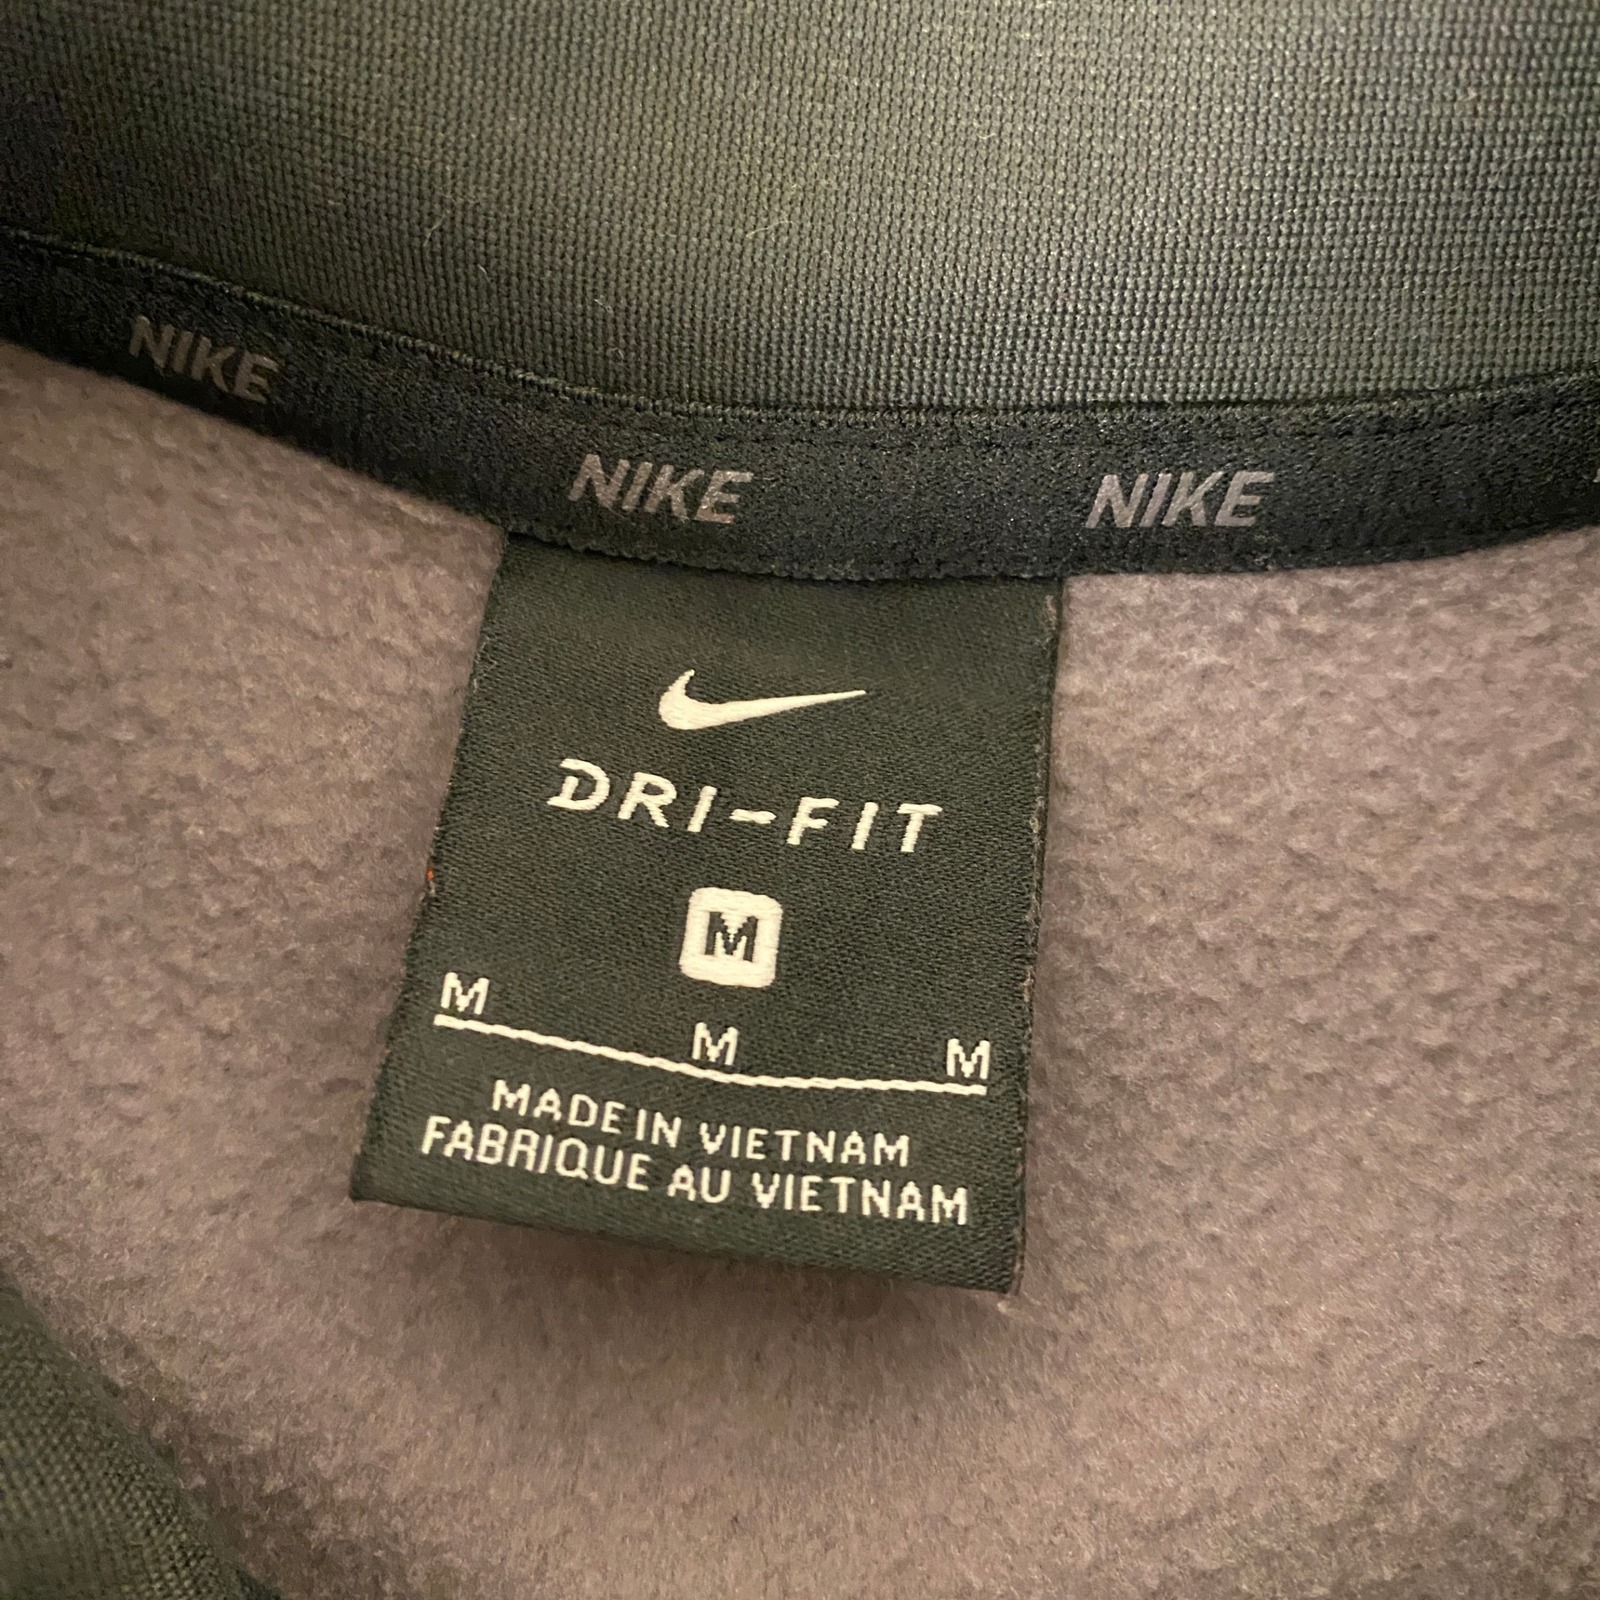 NIKE NIKE NIKE
DRI-FIT
M
M M M
MADE IN VIETNAM
FABRIQUE AU VIETNAM